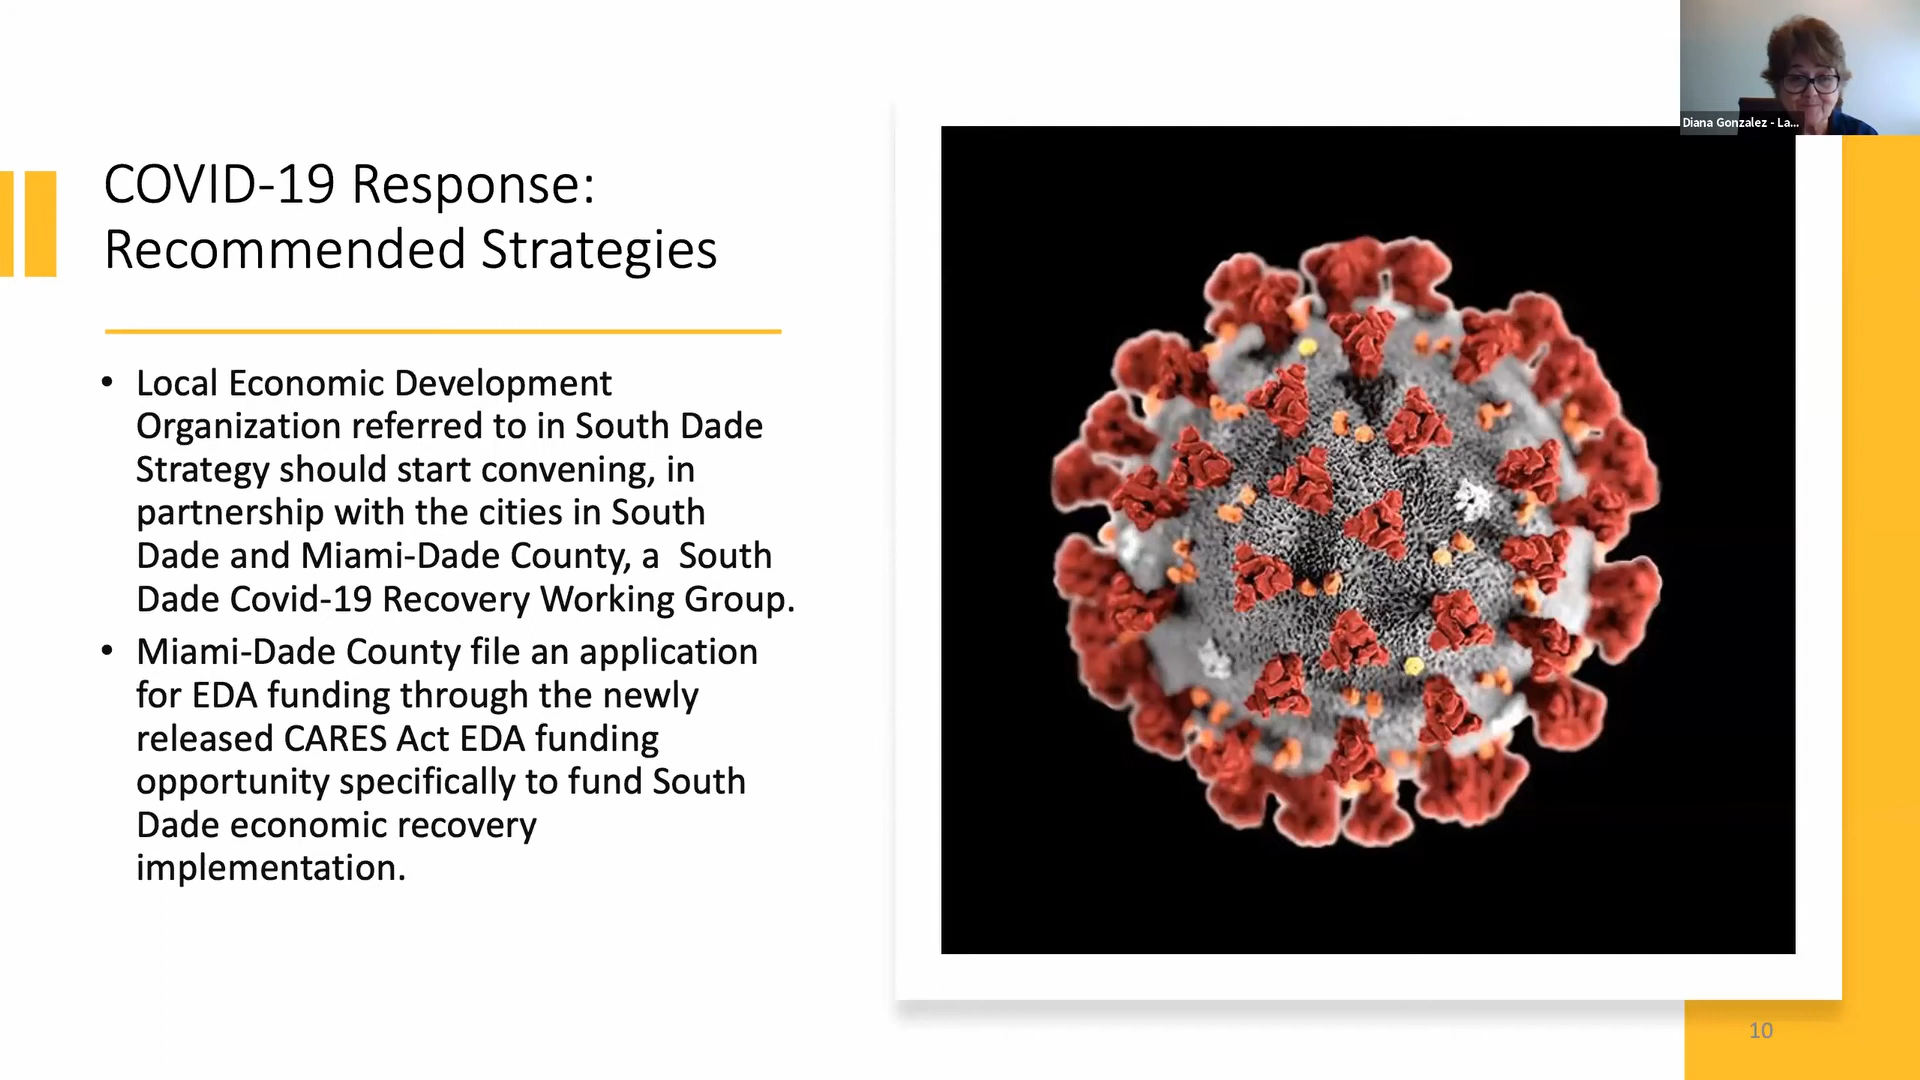 Diana Gonzalez - La...
COVID-19 Response:
Recommended Strategies
• Local Economic Development
Organization referred to in South Dade
Strategy should start convening, in
partnership with the cities in South
Dade and Miami-Dade County, a  South
Dade Covid-19 Recovery Working Group.
• Miami-Dade County file an application
for EDA funding through the newly
released CARES Act EDA funding
opportunity specifically to fund South
Dade economic recovery
implementation.
10